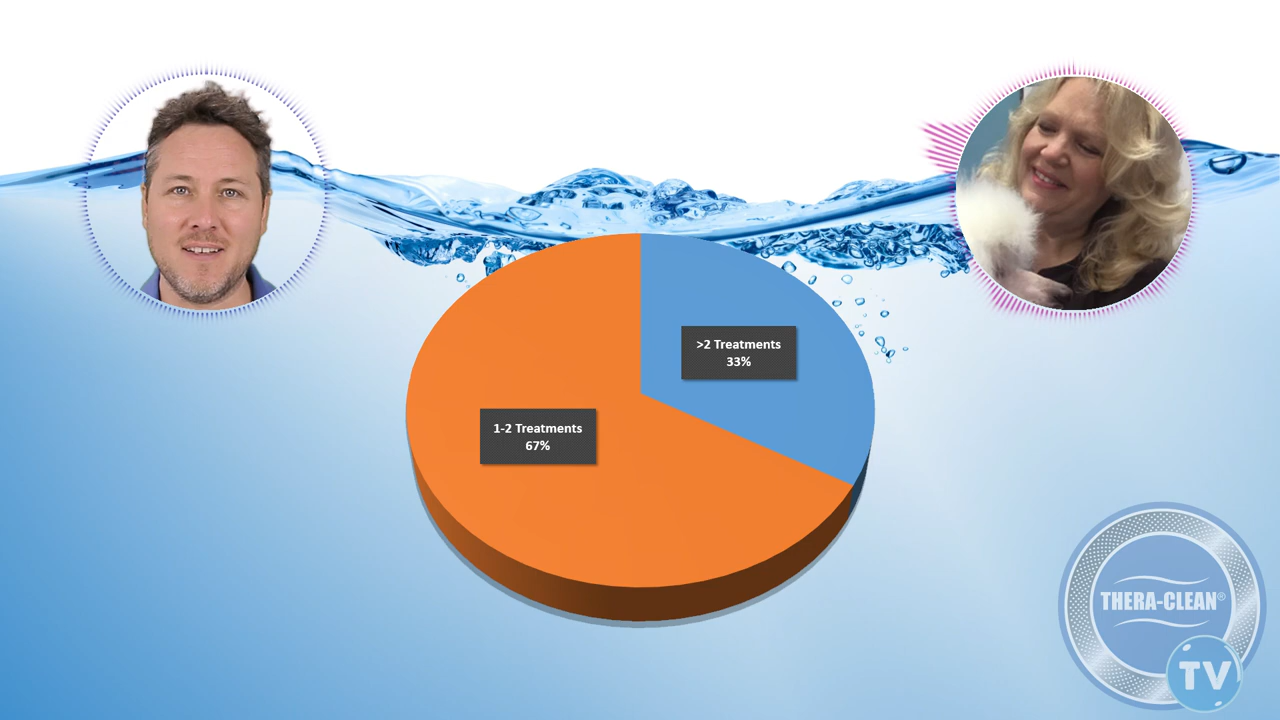 >2 Treatments
33%
1-2 Treatments
67%
THERA-CLEAN®
TV